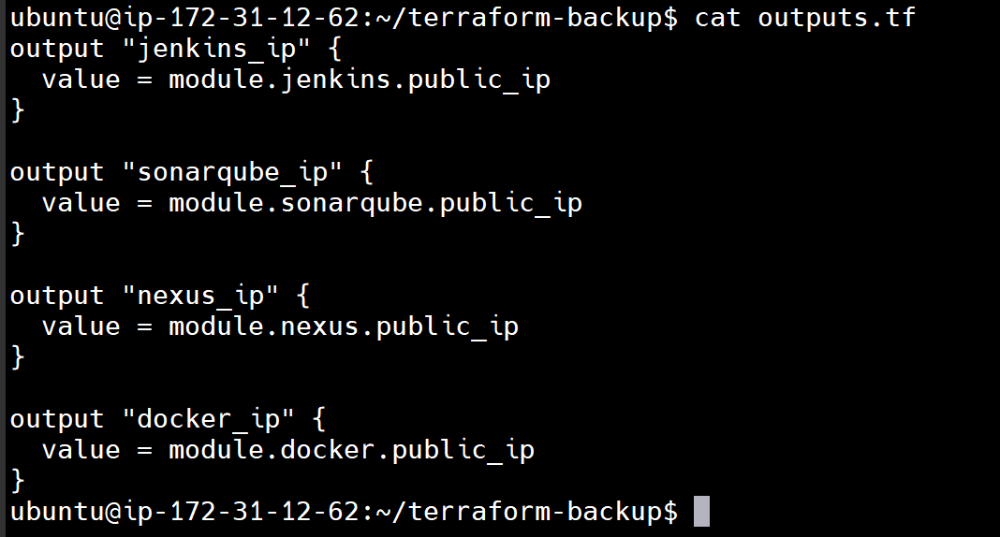 ubuntu@ip-172-31-12-62:~/terraform-backup$ cat outputs.tf
output "jenkins_ip" {
  value = module.jenkins.public_ip
}

output "sonarqube_ip" {
  value = module.sonarqube.public_ip
}

output "nexus_ip" {
  value = module.nexus.public_ip
}

output "docker_ip" {
  value = module.docker.public_ip
}
ubuntu@ip-172-31-12-62:~/terraform-backup$